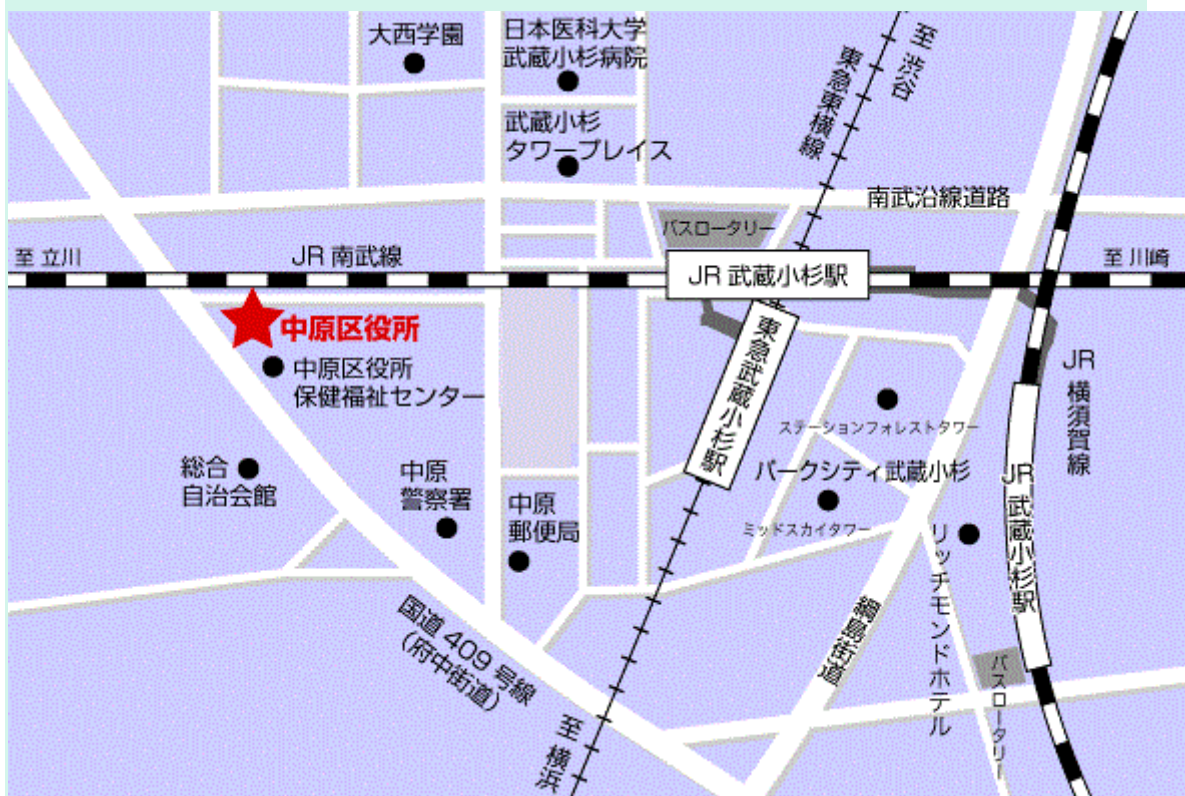 大西学園
日本医科大学
武蔵小杉病院
至 渋谷
東急東横線
武蔵小杉
タワープレイス
南武沿線道路
バスロータリー
至 立川
JR 南武線
JR 武蔵小杉駅
至 川崎
中原区役所
東急武蔵小杉駅
中原区役所
保健福祉センター
JR 横須賀線
ステーションフォレストタワー
総合
自治会館
中原
警察署
パークシティ武蔵小杉
JR 武蔵小杉駅
中原
郵便局
ミッドスカイタワー
リッチモンドホテル
国道 409 号線
(府中街道)
綱島街道
バスロータリー
至 横浜